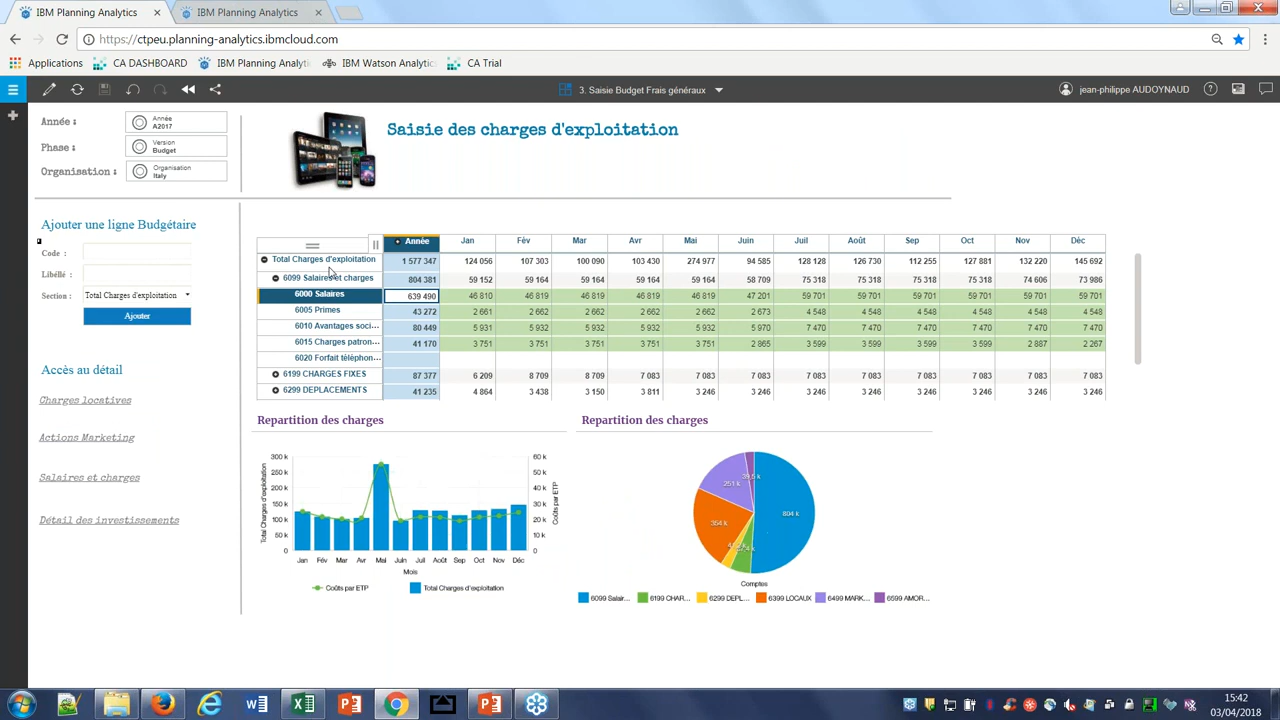 IBM Planning Analytics
IBM Planning Analytics
https://ctpeu.planning-analytics.ibmcloud.com
Applications CA DASHBOARD IBM Planning Analyti IBM Watson Analytics CA Trial
3. Saisie Budget Frais généraux
jean-philippe AUDOYNAUD
Année :
Année
A2017
Phase :
Version
Budget
Organisation :
Organisation
Italy
Saisie des charges d'exploitation
Ajouter une ligne Budgétaire
Code :
Libéllé :
Section : Total Charges d'exploitation
Ajouter
Accès au détail
Charges locatives
Actions Marketing
Salaires et charges
Détail des investissements
Année Jan Fév Mar Avr Mai Juin Juil Août Sep Oct Nov Déc
Total Charges d'exploitation 1 577 347 124 056 107 303 100 090 103 430 274 977 94 585 128 128 126 730 112 255 127 881 132 220 145 692
6099 Salaires et charges 804 381 59 152 59 164 59 164 59 164 59 164 58 709 75 318 75 318 75 318 75 318 74 606 73 986
6000 Salaires 639 490 46 810 46 819 46 819 46 819 46 819 47 201 59 701 59 701 59 701 59 701 59 701 59 701
6005 Primes 43 272 2 661 2 662 2 662 2 662 2 662 2 673 4 548 4 548 4 548 4 548 4 548 4 548
6010 Avantages soci... 80 449 5 931 5 932 5 932 5 932 5 932 5 970 7 470 7 470 7 470 7 470 7 470 7 470
6015 Charges patron... 41 170 3 751 3 751 3 751 3 751 3 751 2 865 3 599 3 599 3 599 3 599 2 887 2 267
6020 Forfait téléphon...
6199 CHARGES FIXES 87 377 6 209 8 709 8 709 7 083 7 083 7 083 7 083 7 083 7 083 7 083 7 083 7 083
6299 DEPLACEMENTS 41 235 4 864 3 438 3 150 3 811 3 246 3 246 3 246 3 246 3 246 3 246 3 246 3 246
Repartition des charges
Total Charges d'exploitation
300 k
250 k
200 k
150 k
100 k
50 k
0
60 k
50 k
40 k
30 k
20 k
10 k
0
Coûts par ETP
Jan Fév Mar Avr Mai Juin Juil Août Sep Oct Nov Déc
Mois
Coûts par ETP Total Charges d'exploitation
Repartition des charges
39,5 k
251 k
804 k
354 k
Comptes
6099 Salair... 6199 CHAR... 6299 DEPL... 6399 LOCAUX 6499 MARK... 6599 AMOR...
15:42
03/04/2018